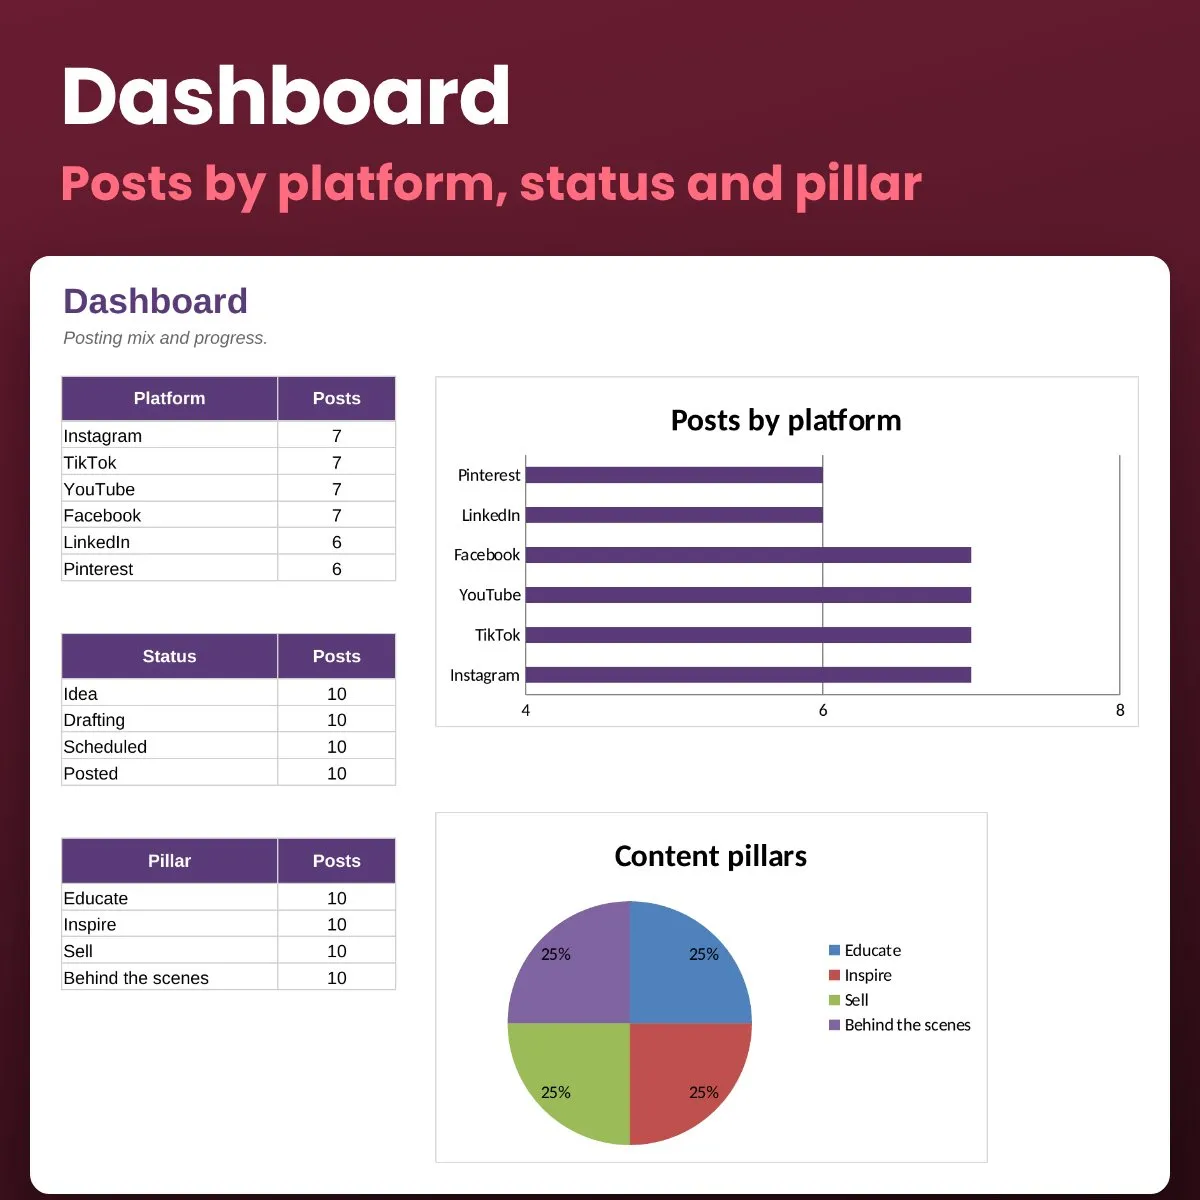 Dashboard
Posts by platform, status and pillar
Dashboard
Posting mix and progress.
Platform Posts
Instagram 7
TikTok 7
YouTube 7
Facebook 7
LinkedIn 6
Pinterest 6
Status Posts
Idea 10
Drafting 10
Scheduled 10
Posted 10
Pillar Posts
Educate 10
Inspire 10
Sell 10
Behind the scenes 10
Posts by platform
Pinterest
LinkedIn
Facebook
YouTube
TikTok
Instagram
4 6 8
Content pillars
25% 25%
25% 25%
Educate
Inspire
Sell
Behind the scenes